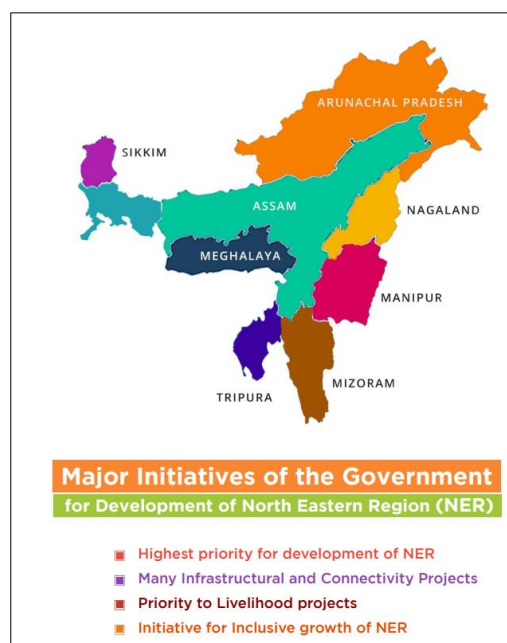 ARUNACHAL PRADESH
SIKKIM
ASSAM
NAGALAND
MEGHALAYA
MANIPUR
TRIPURA
MIZORAM
Major Initiatives of the Government
for Development of North Eastern Region (NER)
Highest priority for development of NER
Many Infrastructural and Connectivity Projects
Priority to Livelihood projects
Initiative for Inclusive growth of NER